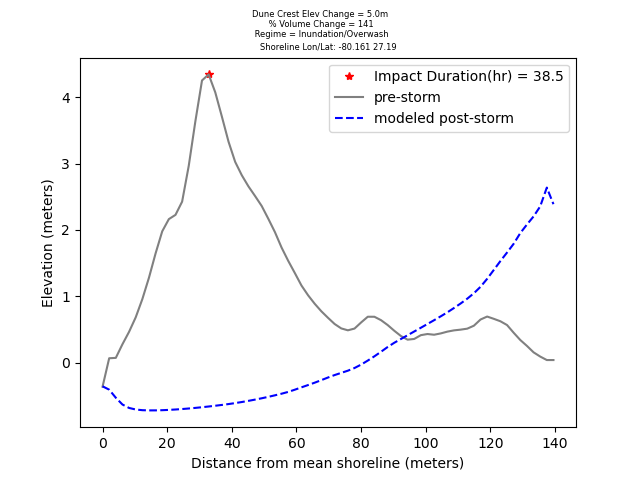 Dune Crest Elev Change = 5.0m
% Volume Change = 141
Regime = Inundation/Overwash
Shoreline Lon/Lat: -80.161 27.19
Impact Duration(hr) = 38.5
pre-storm
modeled post-storm
Elevation (meters)
4
3
2
1
0
0 20 40 60 80 100 120 140
Distance from mean shoreline (meters)